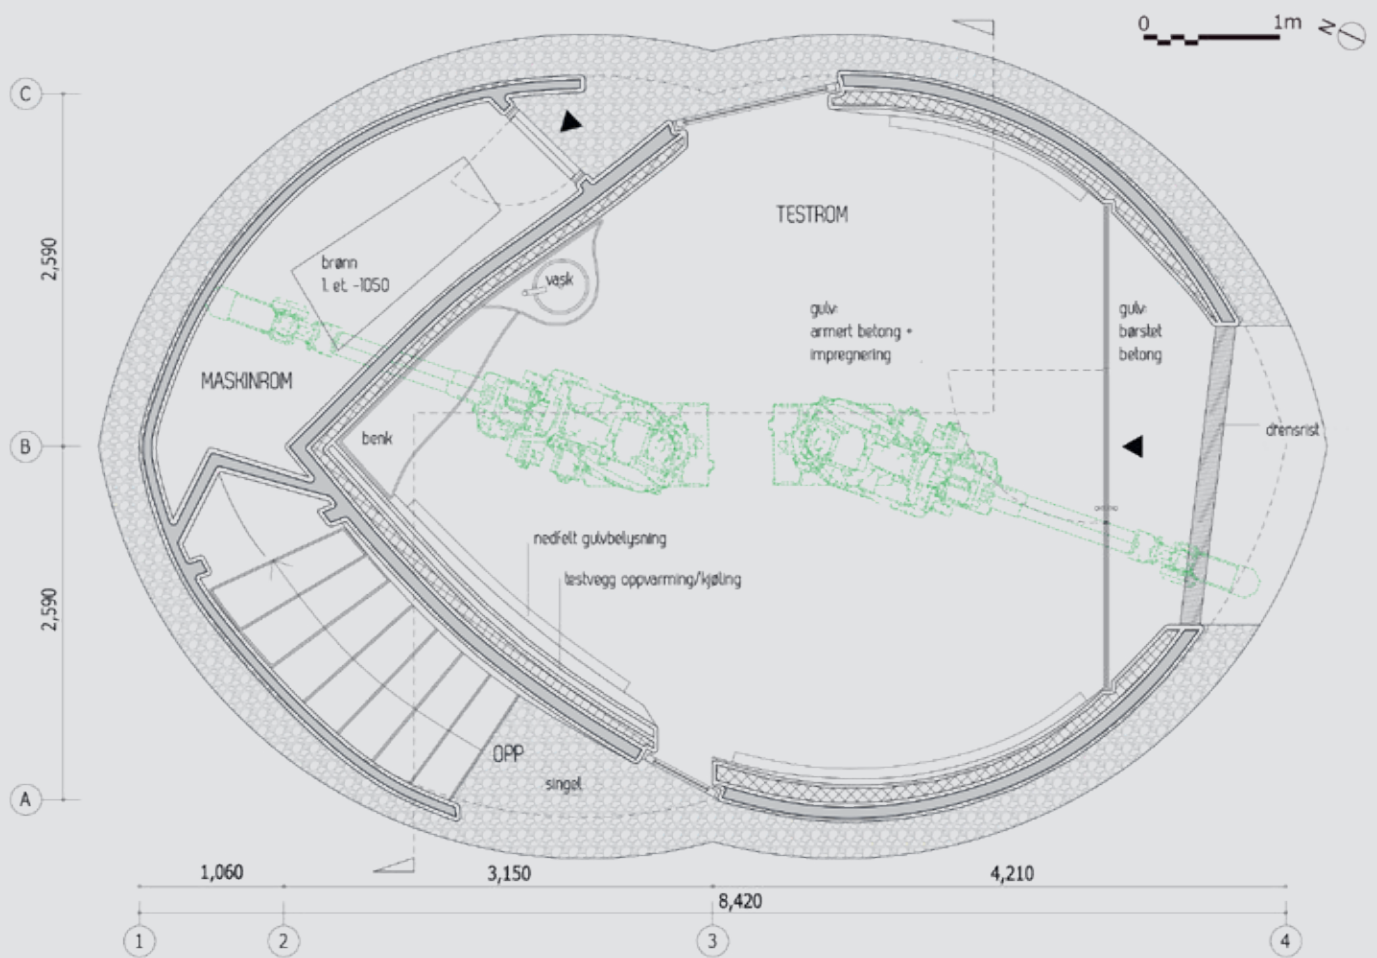 0 1m
N
C
TESTROM
2,590
brønn
1. et. -1050
vask
gulv:
armert betong +
impregnering
gulv:
børstet
betong
MASKINROM
benk
drensrist
B
nedfelt gulvbelysning
testvegg oppvarming/kjøling
2,590
OPP
singel
A
1,060 3,150 4,210
8,420
1 2 3 4